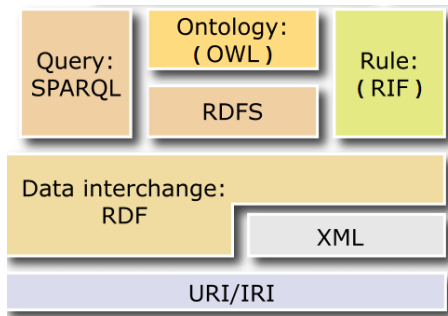 Query:
SPARQL
Ontology:
( OWL )
RDFS
Rule:
( RIF )
Data interchange:
RDF
XML
URI/IRI